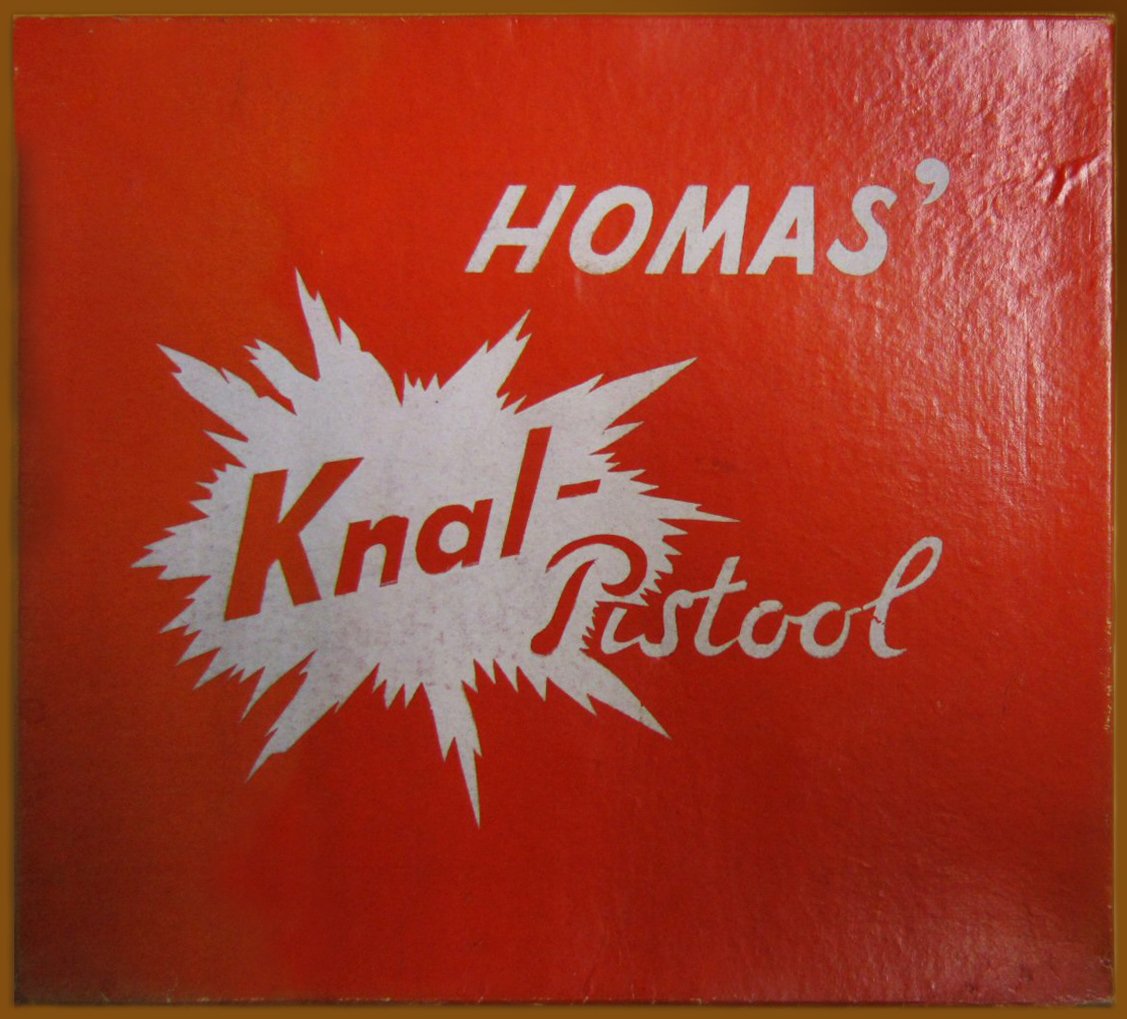 HOMAS’
Knal-
Pistool